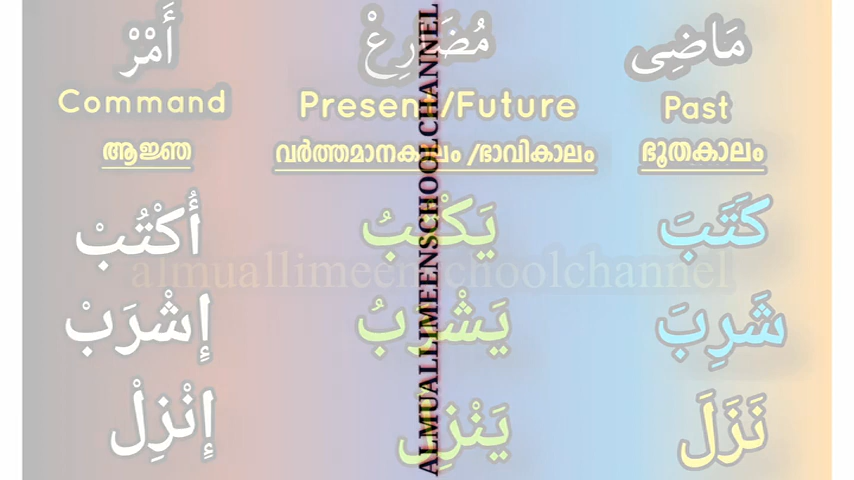 مَاضِى مُضَارِعْ أَمْرْ
Command Present/Future Past
ആജ്ഞ വർത്തമാനകാലം /ഭാവികാലം ഭൂതകാലം
كَتَبَ يَكْتُبُ أُكْتُبْ
شَرِبَ يَشْرَبُ إِشْرَبْ
نَزَلَ يَنْزِلُ إِنْزِلْ
almuallimeenschoolchannel
ALMUALLIMEENSCHOOLCHANNEL